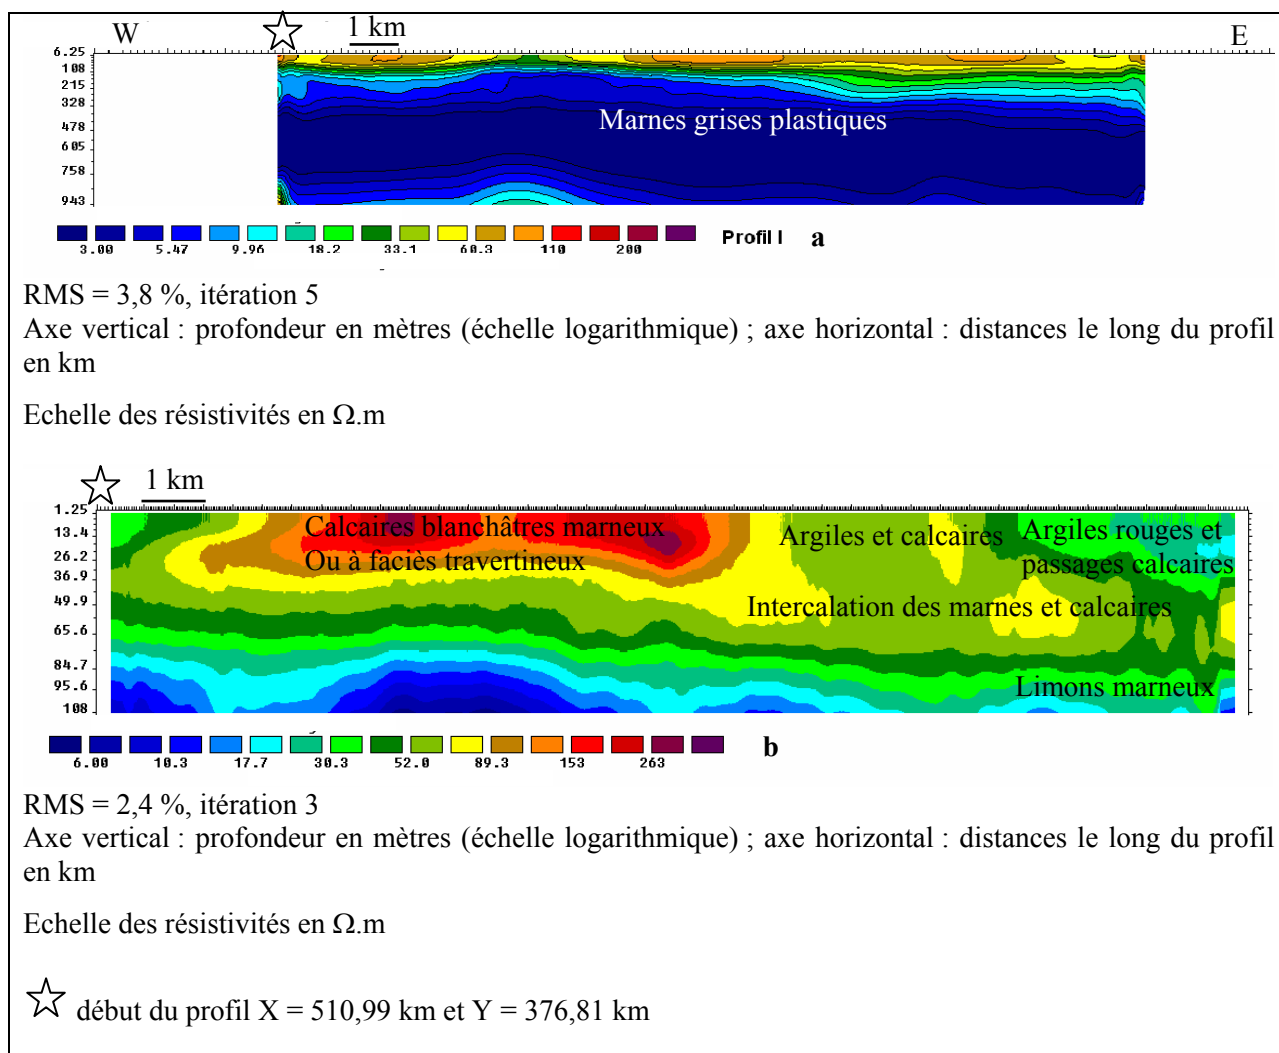 W
1 km
E
6.25
108
215
328
478
605
758
943
Marnes grises plastiques
3.00 5.47 9.96 18.2 33.1 60.3 110 200
Profil I a
RMS = 3,8 %, itération 5
Axe vertical : profondeur en mètres (échelle logarithmique) ; axe horizontal : distances le long du profil
en km
Echelle des résistivités en Ω.m
1 km
1.25
13.4
26.2
36.9
49.9
65.6
84.7
95.6
108
Calcaires blanchâtres marneux
Ou à faciès travertineux
Argiles et calcaires
Argiles rouges et
passages calcaires
Intercalation des marnes et calcaires
Limons marneux
6.00 10.3 17.7 30.3 52.0 89.3 153 263
b
RMS = 2,4 %, itération 3
Axe vertical : profondeur en mètres (échelle logarithmique) ; axe horizontal : distances le long du profil
en km
Echelle des résistivités en Ω.m
début du profil X = 510,99 km et Y = 376,81 km